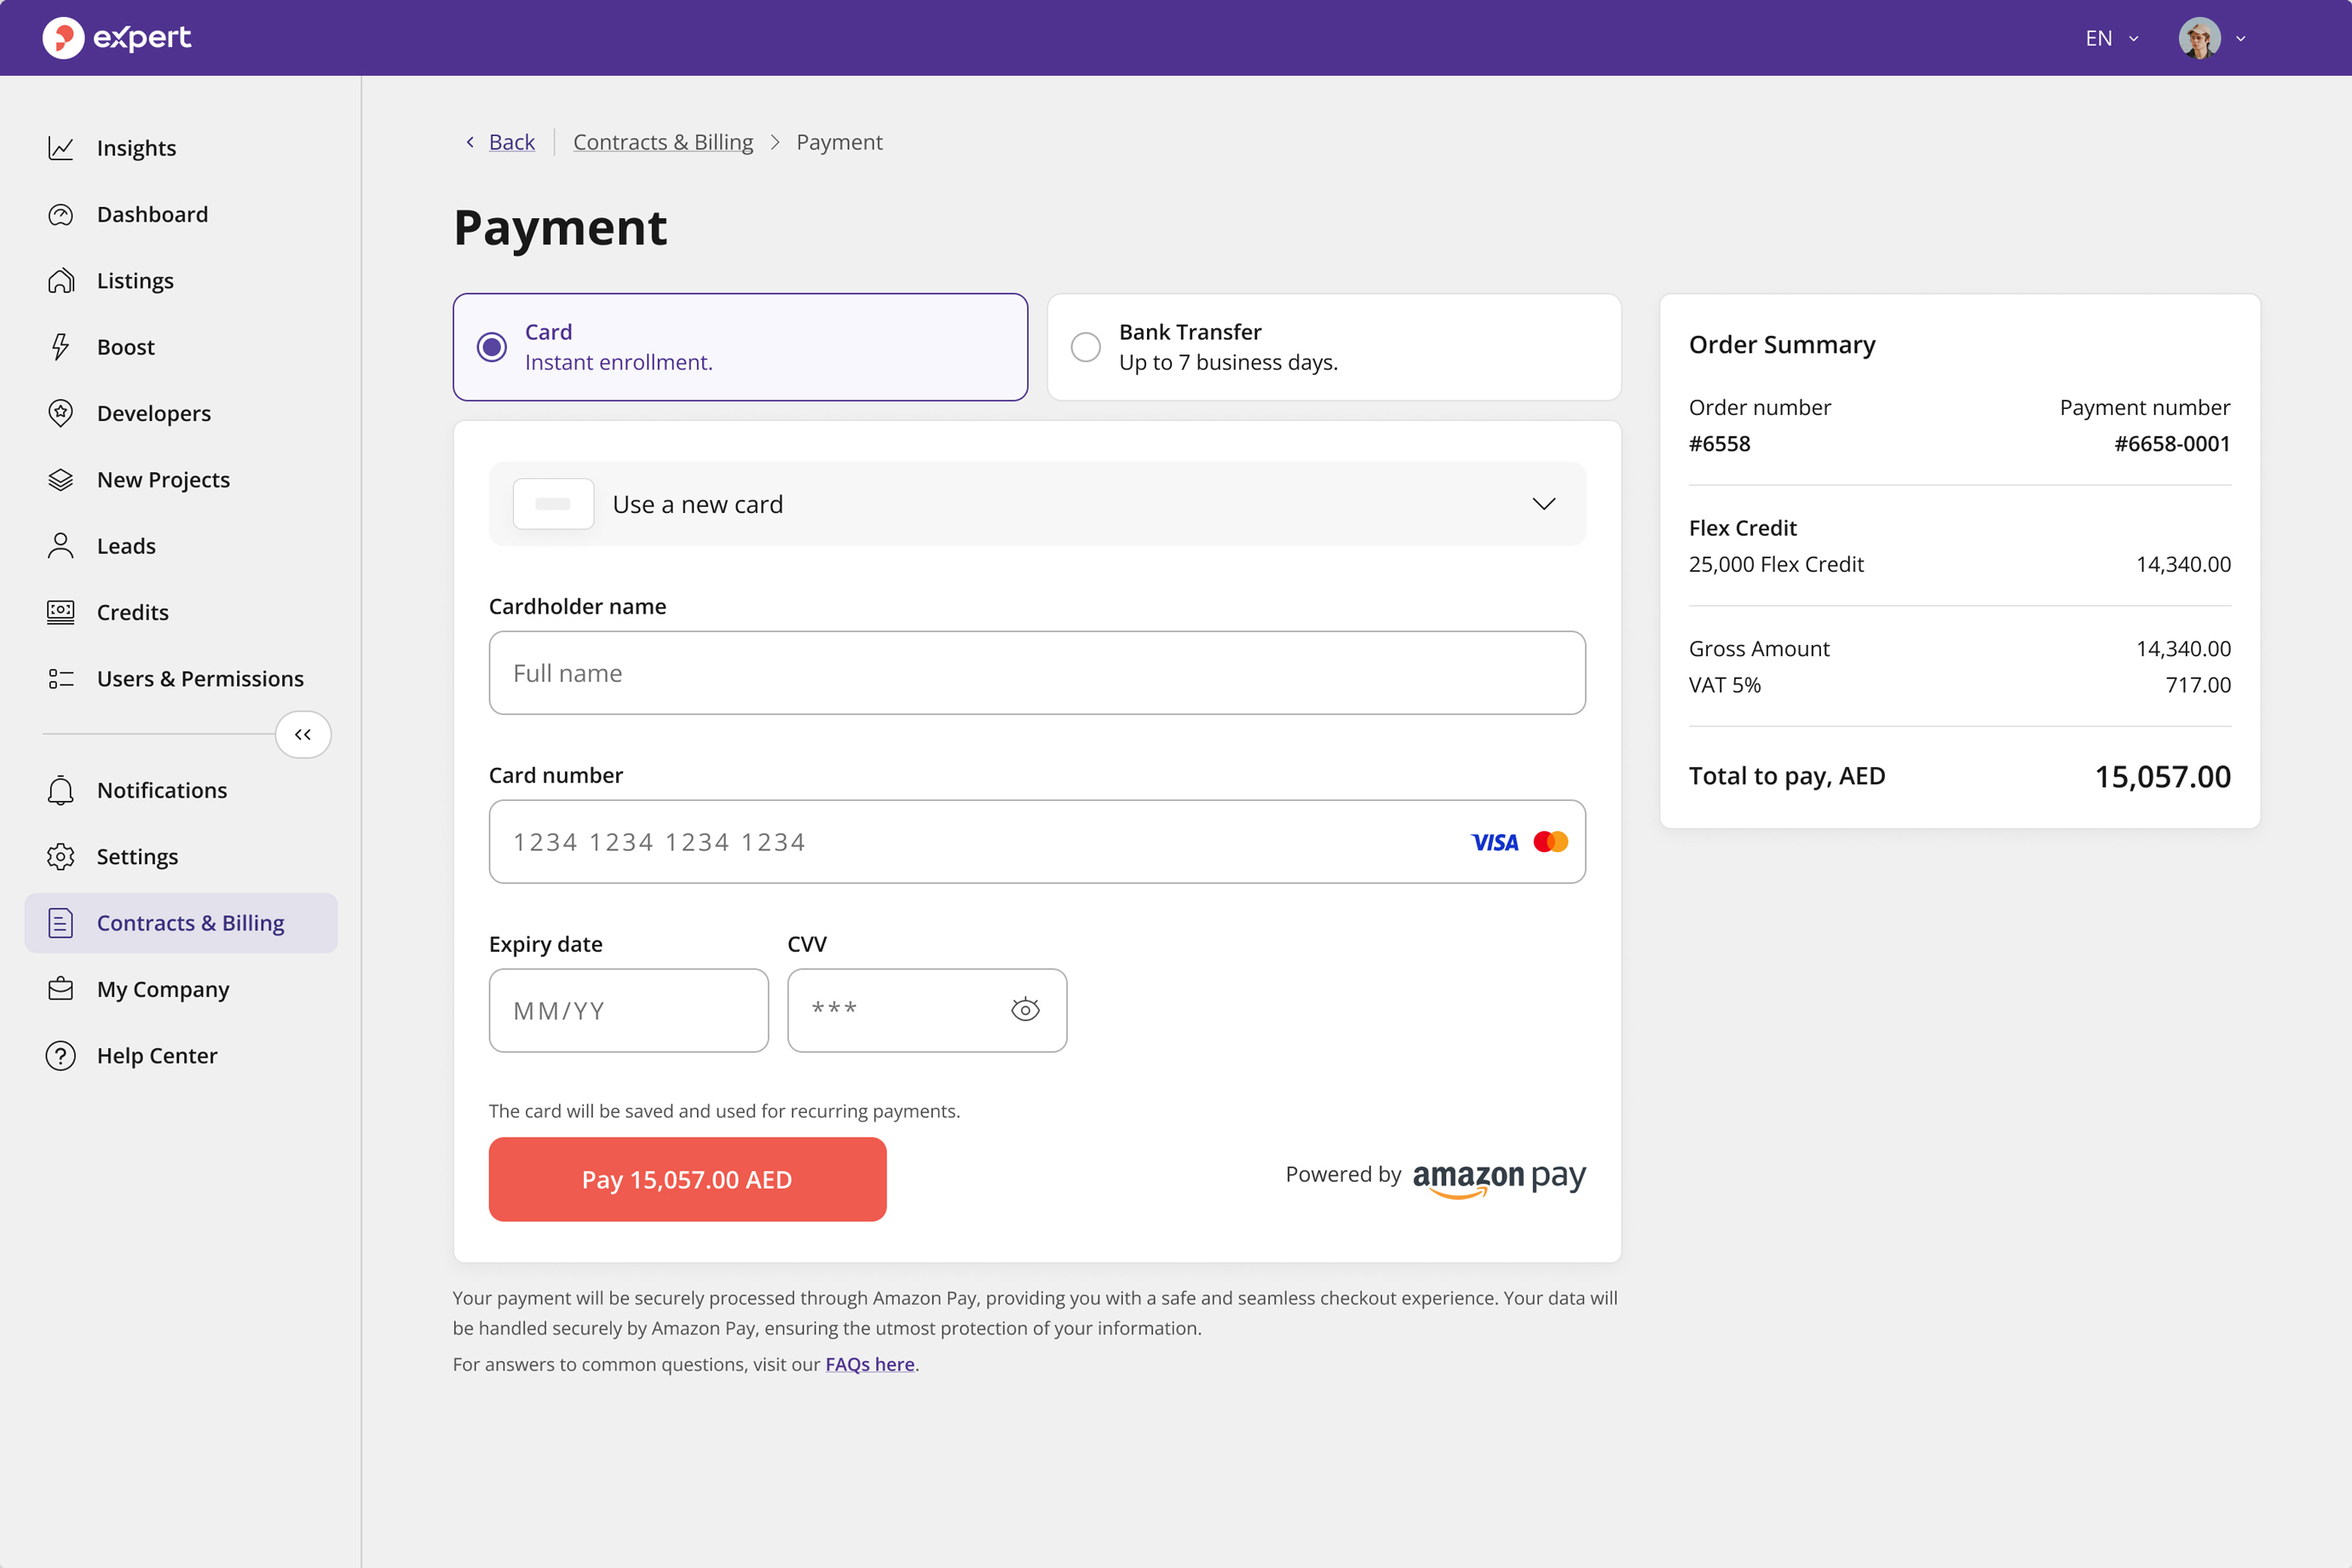 expert
EN
Insights
Dashboard
Listings
Boost
Developers
New Projects
Leads
Credits
Users & Permissions
Notifications
Settings
Contracts & Billing
My Company
Help Center
Back
Contracts & Billing > Payment
Payment
Card
Instant enrollment.
Bank Transfer
Up to 7 business days.
Use a new card
Cardholder name
Full name
Card number
1234 1234 1234 1234
VISA
Expiry date
CVV
MM/YY
***
The card will be saved and used for recurring payments.
Pay 15,057.00 AED
Powered by amazon pay
Your payment will be securely processed through Amazon Pay, providing you with a safe and seamless checkout experience. Your data will
be handled securely by Amazon Pay, ensuring the utmost protection of your information.
For answers to common questions, visit our FAQs here.
Order Summary
Order number Payment number
#6558 #6658-0001
Flex Credit
25,000 Flex Credit 14,340.00
Gross Amount 14,340.00
VAT 5% 717.00
Total to pay, AED 15,057.00